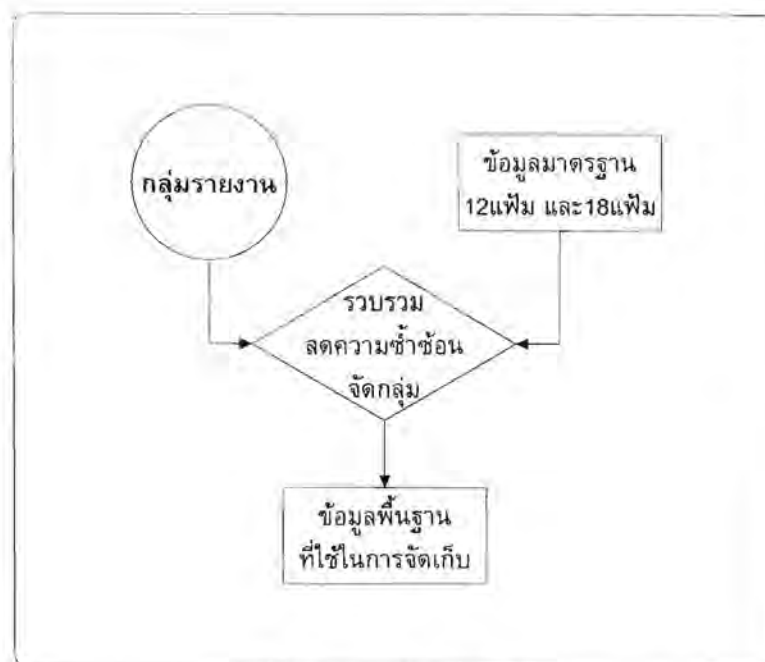 กลุ่มรายงาน
ข้อมูลมาตรฐาน
12แฟ้ม และ18แฟ้ม
รวบรวม
ลดความซ้ำซ้อน
จัดกลุ่ม
ข้อมูลพื้นฐาน
ที่ใช้ในการจัดเก็บ